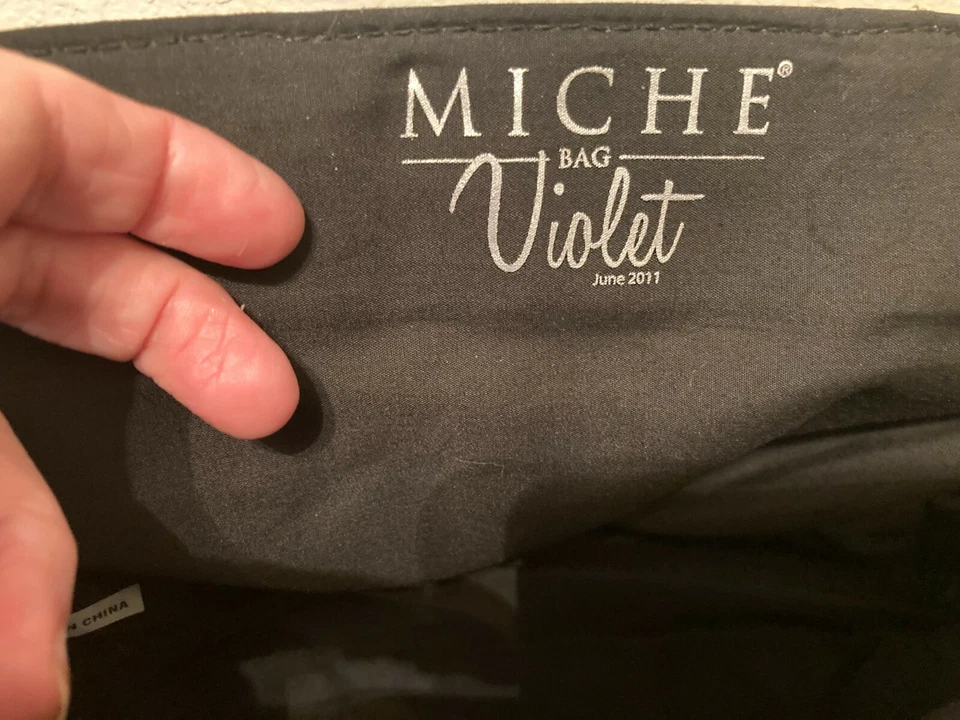 MICHE®
BAG
Violet
June 2011
CHINA